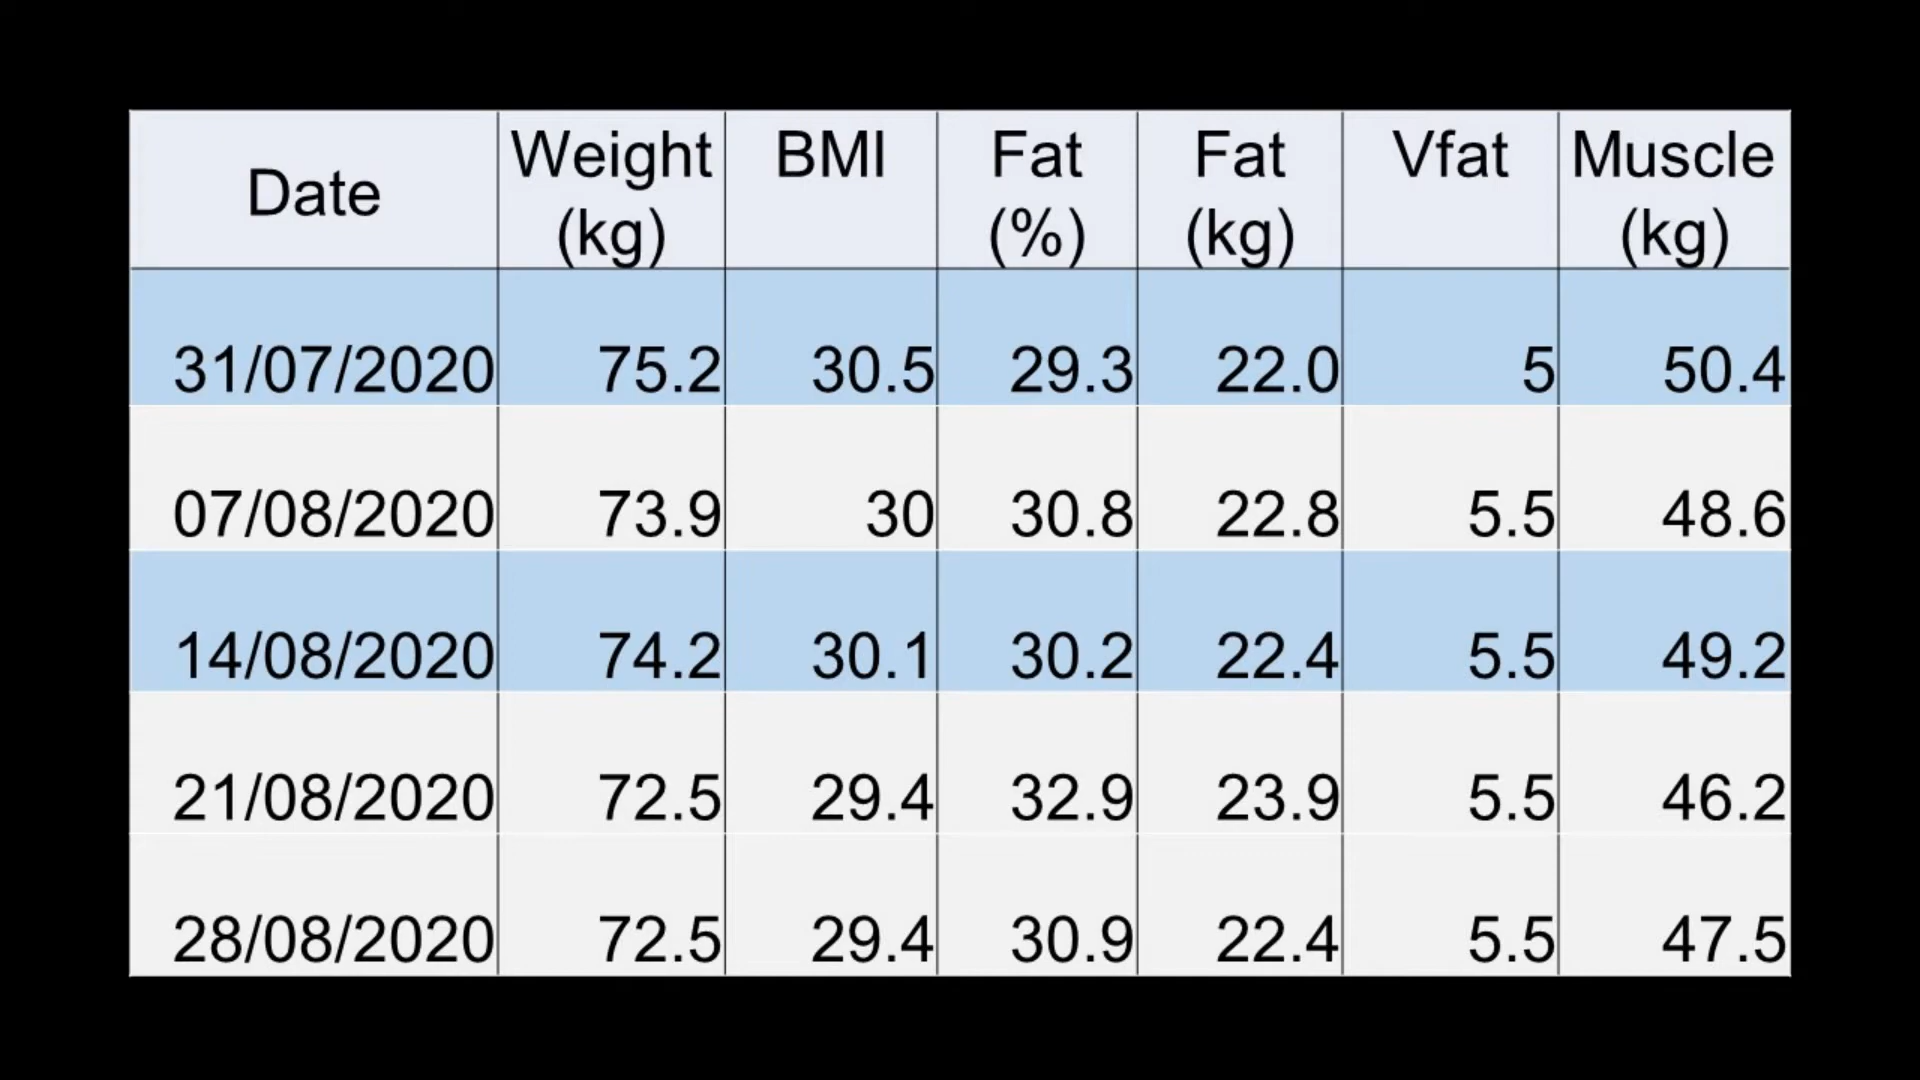 Date Weight (kg) BMI Fat (%) Fat (kg) Vfat Muscle (kg)
31/07/2020 75.2 30.5 29.3 22.0 5 50.4
07/08/2020 73.9 30 30.8 22.8 5.5 48.6
14/08/2020 74.2 30.1 30.2 22.4 5.5 49.2
21/08/2020 72.5 29.4 32.9 23.9 5.5 46.2
28/08/2020 72.5 29.4 30.9 22.4 5.5 47.5